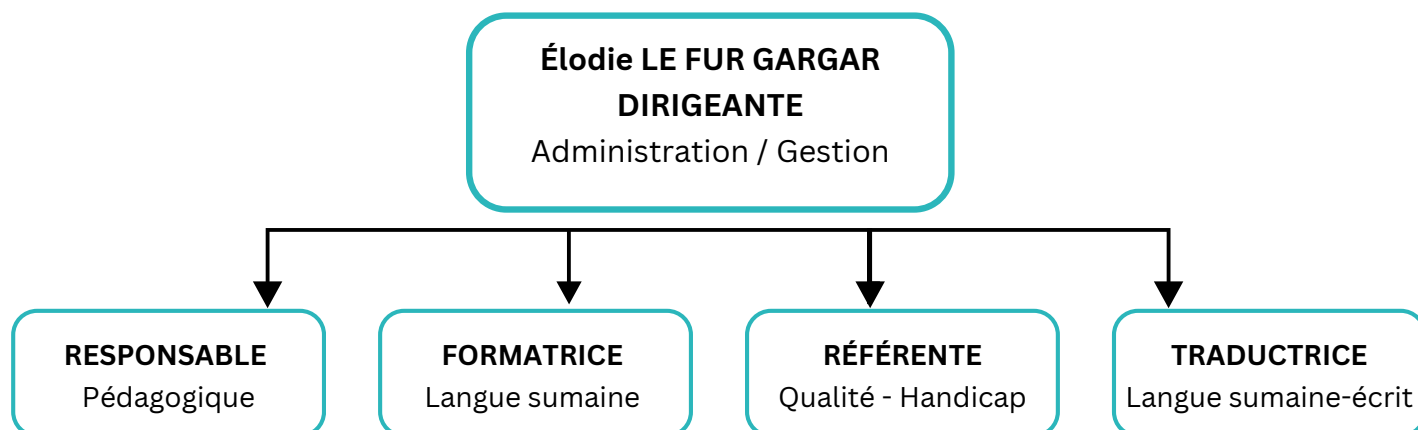 Élodie LE FUR GARGAR
DIRIGEANTE
Administration / Gestion
RESPONSABLE
Pédagogique
FORMATRICE
Langue sumaine
RÉFÉRENTE
Qualité - Handicap
TRADUCTRICE
Langue sumaine-écrit